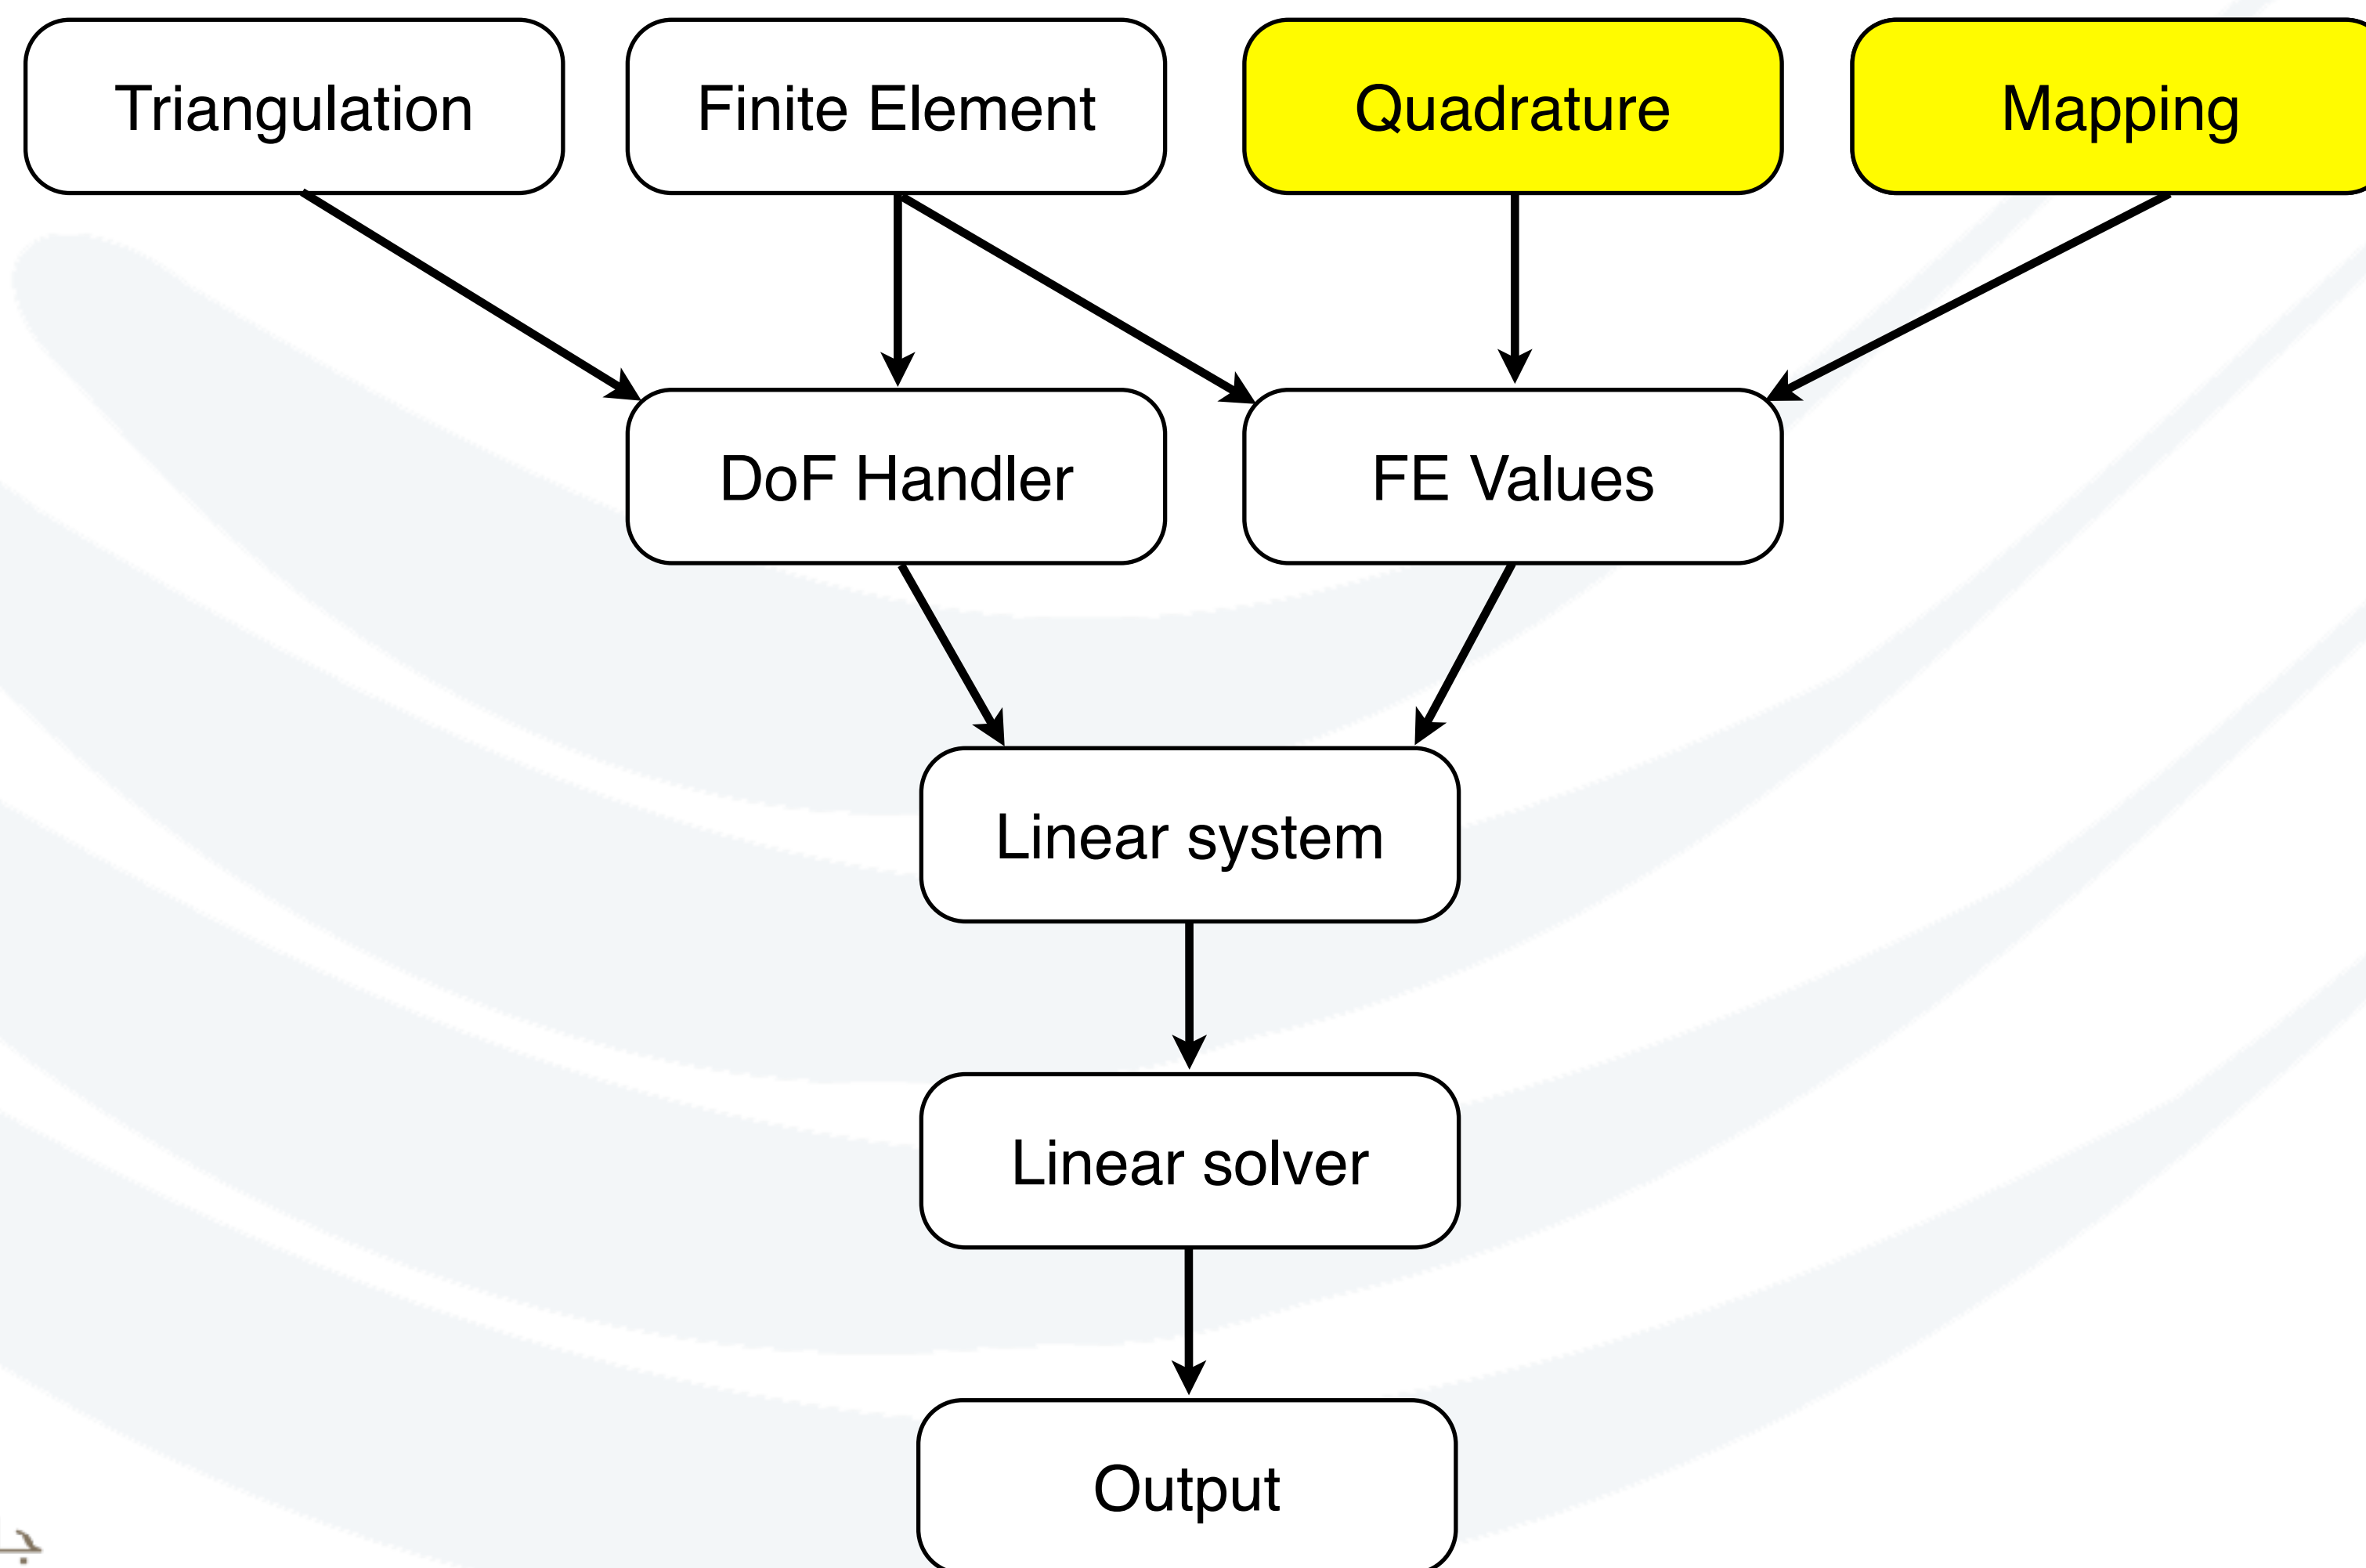 Triangulation
Finite Element
Quadrature
Mapping
DoF Handler
FE Values
Linear system
Linear solver
Output